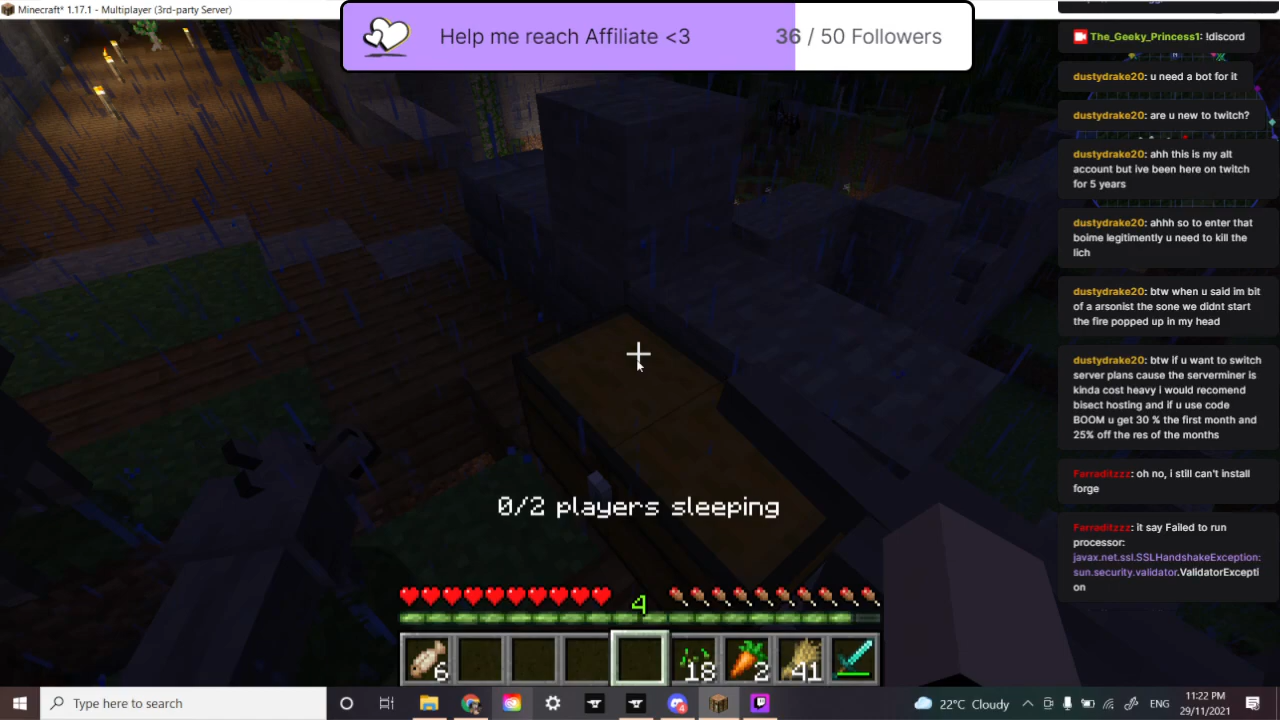 Minecraft* 1.17.1 - Multiplayer (3rd-party Server)
Help me reach Affiliate <3
36 / 50 Followers
The_Geeky_Princess1: !discord
dustydrake20: u need a bot for it
dustydrake20: are u new to twitch?
dustydrake20: ahh this is my alt
account but ive been here on twitch
for 5 years
dustydrake20: ahhh so to enter that
boime legitimently u need to kill the
lich
dustydrake20: btw when u said im bit
of a arsonist the sone we didnt start
the fire popped up in my head
dustydrake20: btw if u want to switch
server plans cause the serverminer is
kinda cost heavy i would recomend
bisect hosting and if u use code
BOOM u get 30 % the first month and
25% off the res of the months
Farraditzzz: oh no, i still can't install
forge
Farraditzzz: it say Failed to run
processor:
javax.net.ssl.SSLHandshakeException:
sun.security.validator.ValidatorExcepti
on
0/2 players sleeping
4
6
18
2
41
Type here to search
22°C Cloudy
ENG
11:22 PM
29/11/2021